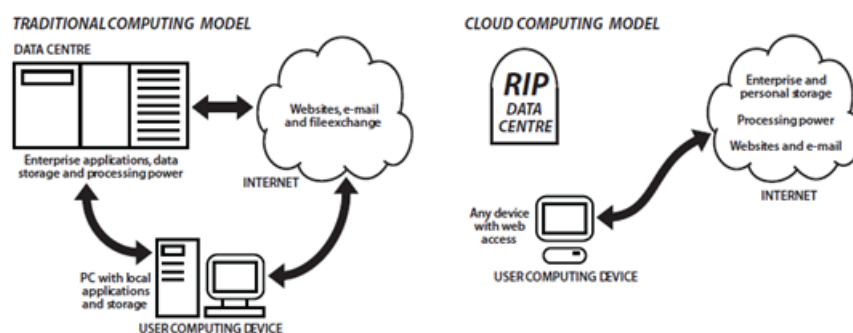 TRADITIONAL COMPUTING MODEL
DATA CENTRE
Enterprise applications, data
storage and processing power
Websites, e-mail
and file exchange
INTERNET
PC with local
applications
and storage
USER COMPUTING DEVICE
CLOUD COMPUTING MODEL
RIP
DATA
CENTRE
Enterprise and
personal storage
Processing power
Websites and e-mail
INTERNET
Any device
with web
access
USER COMPUTING DEVICE